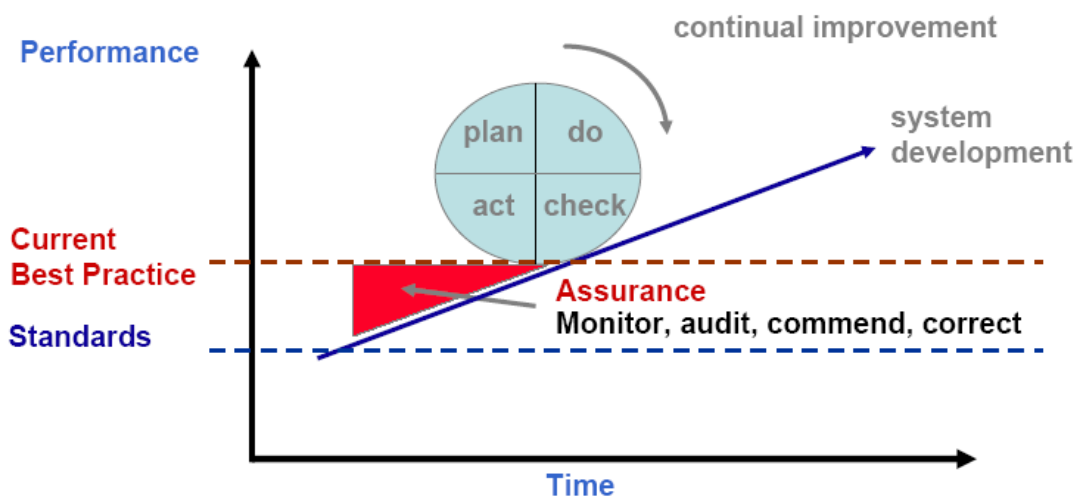 continual improvement
Performance
system
development
plan
do
act
check
Current
Best Practice
Assurance
Monitor, audit, commend, correct
Standards
Time